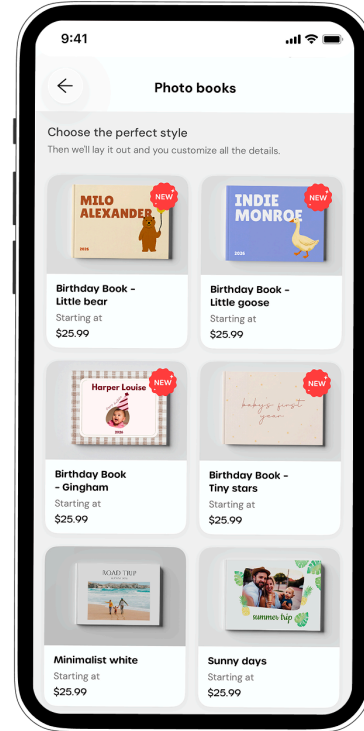 9:41
Photo books
Choose the perfect style
Then we'll lay it out and you customize all the details.
MILO
ALEXANDER
NEW
2026
INDIE
MONROE
NEW
2026
Birthday Book -
Little bear
Starting at
$25.99
Birthday Book -
Little goose
Starting at
$25.99
Harper Louise
NEW
2026
baby's first
year
NEW
Birthday Book
- Gingham
Starting at
$25.99
Birthday Book -
Tiny stars
Starting at
$25.99
ROAD TRIP
summer trip
Minimalist white
Starting at
$25.99
Sunny days
Starting at
$25.99